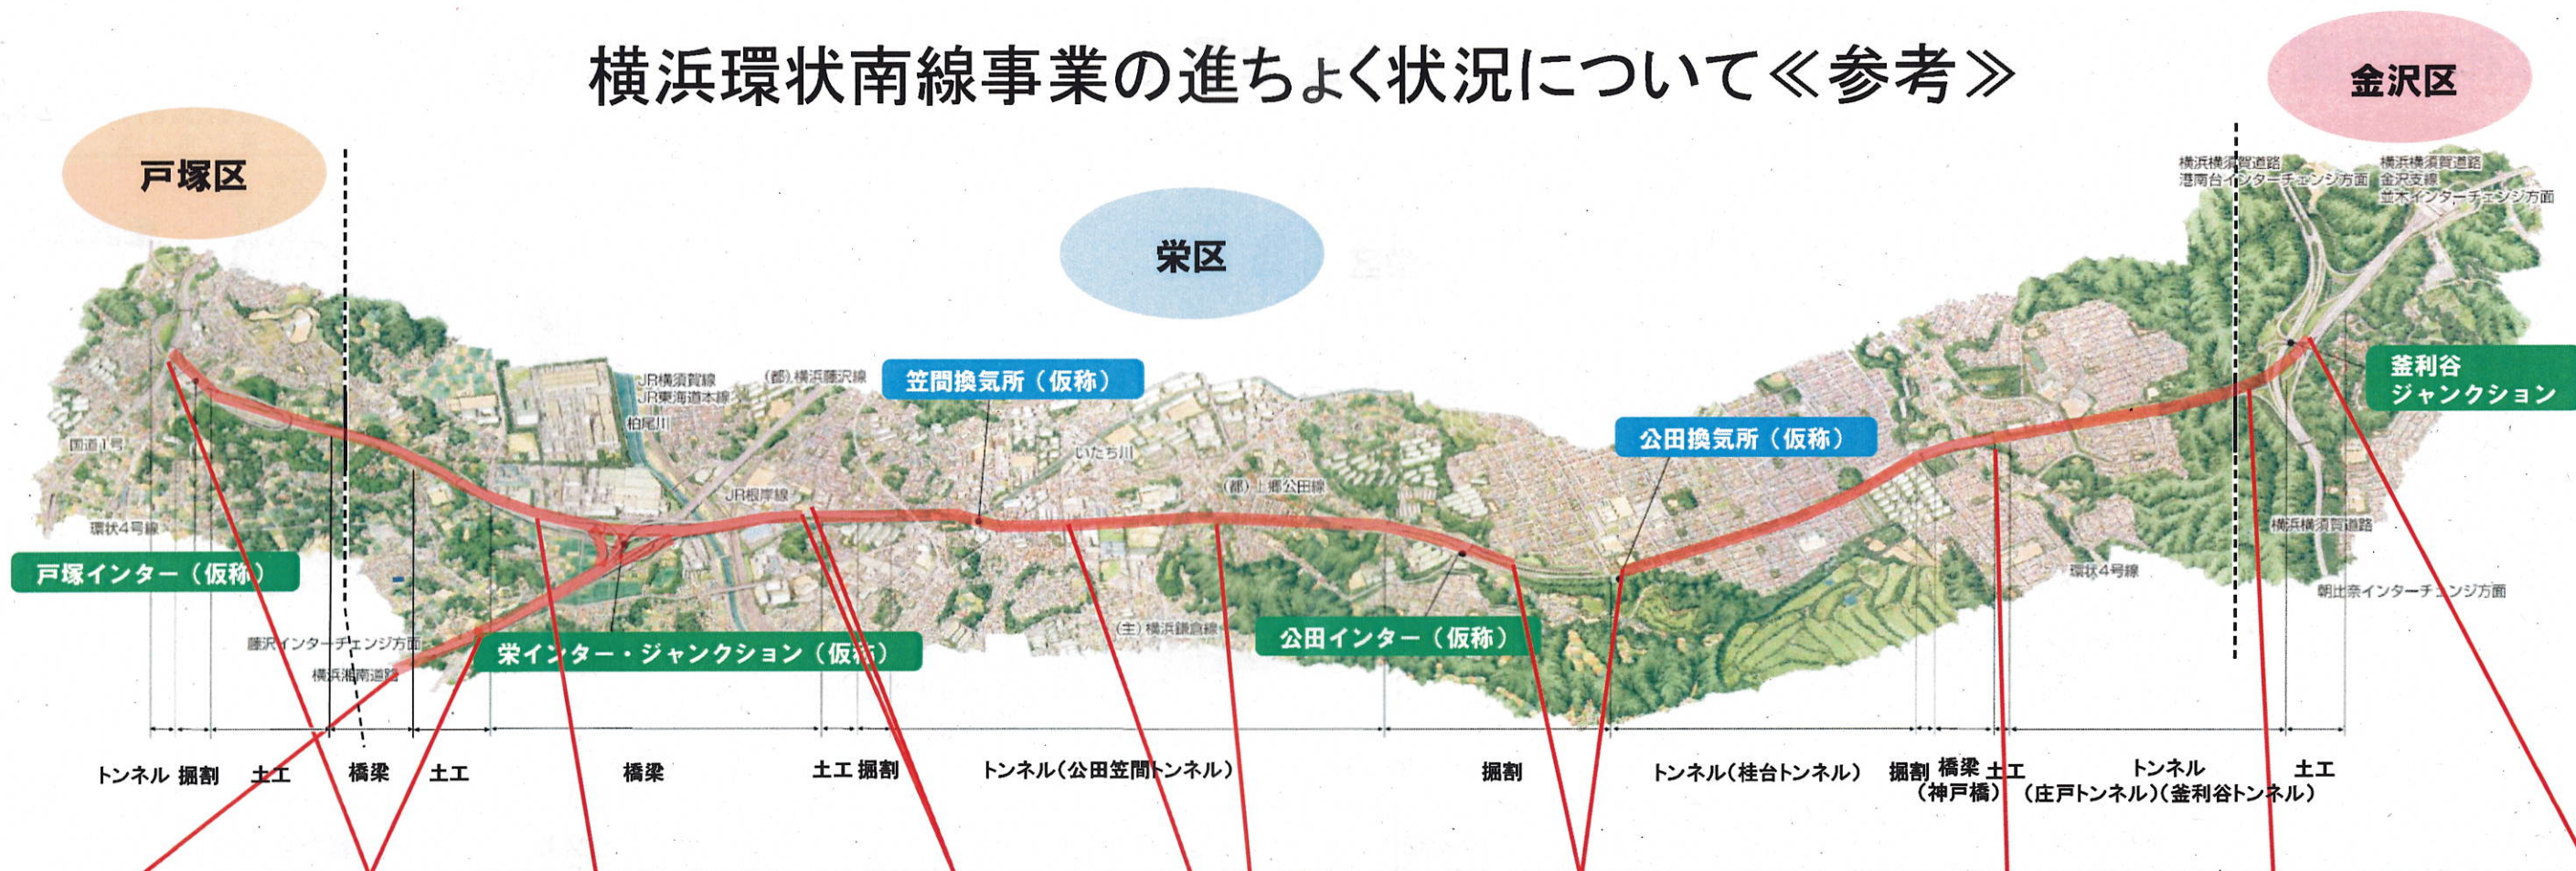 横浜環状南線事業の進ちょく状況について≪参考≫
戸塚区
栄区
金沢区
横浜横須賀道路
港南台インターチェンジ方面
横浜横須賀道路
金沢支線
並木インターチェンジ方面
釜利谷
ジャンクション
JR横須賀線
JR東海道本線
(都)横浜藤沢線
笠間換気所（仮称）
柏尾川
公田換気所（仮称）
国道1号
いたち川
JR根岸線
(都)上郷公田線
環状4号線
横浜横須賀道路
戸塚インター（仮称）
環状4号線
朝比奈インターチェンジ方面
(主)横浜鎌倉線
公田インター（仮称）
藤沢インターチェンジ方面
栄インター・ジャンクション（仮称）
横浜湘南道路
トンネル 掘割 土工 橋梁 土工 橋梁 土工 掘割 トンネル(公田笠間トンネル) 掘割 トンネル(桂台トンネル) 掘割 橋梁 土工 トンネル 土工
(神戸橋) (庄戸トンネル)(釜利谷トンネル)